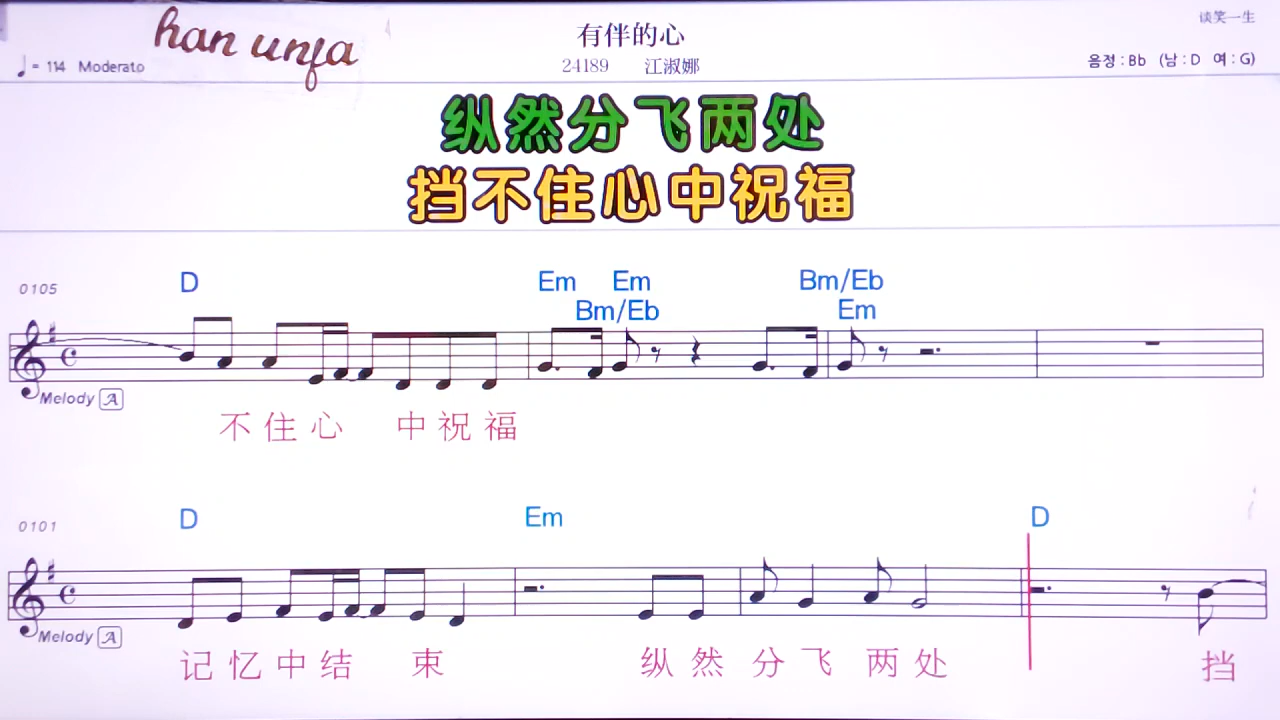 han unfa
谈笑一生
有伴的心
♩= 114 Moderato
24189 江淑娜
음정 : Bb (남 : D 여 : G)
纵然分飞两处
挡不住心中祝福
0105
D Em Em Bm/Eb
Bm/Eb Em
Melody A
不住心 中祝福
0101
D Em D
Melody A
记忆中结 束 纵然分飞两处 挡